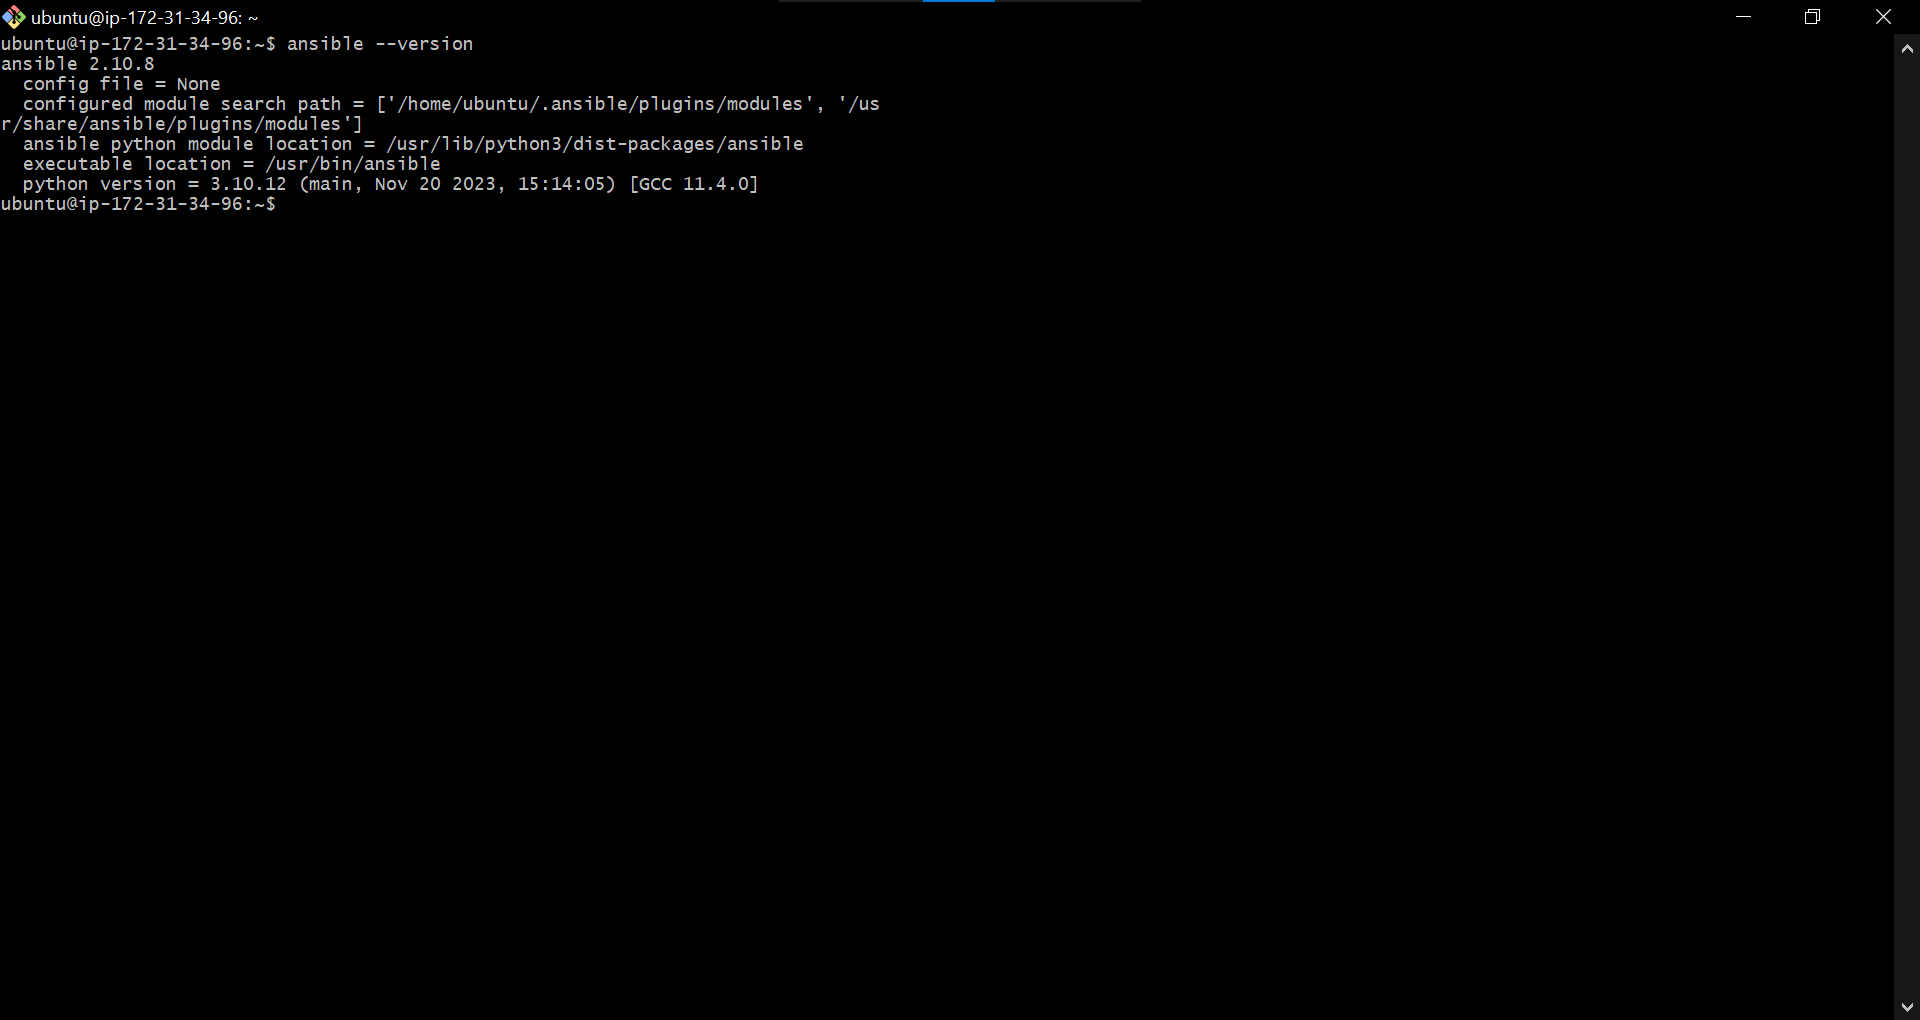 ubuntu@ip-172-31-34-96: ~
ubuntu@ip-172-31-34-96:~$ ansible --version
ansible 2.10.8
  config file = None
  configured module search path = ['/home/ubuntu/.ansible/plugins/modules', '/us
r/share/ansible/plugins/modules']
  ansible python module location = /usr/lib/python3/dist-packages/ansible
  executable location = /usr/bin/ansible
  python version = 3.10.12 (main, Nov 20 2023, 15:14:05) [GCC 11.4.0]
ubuntu@ip-172-31-34-96:~$